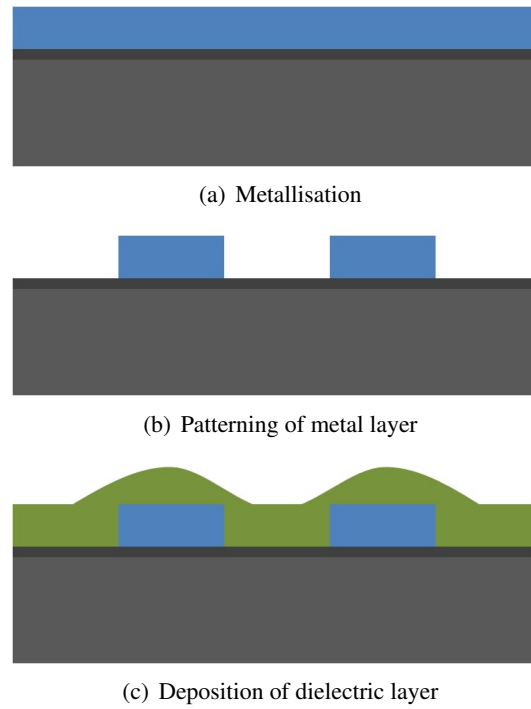 (a) Metallisation
(b) Patterning of metal layer
(c) Deposition of dielectric layer